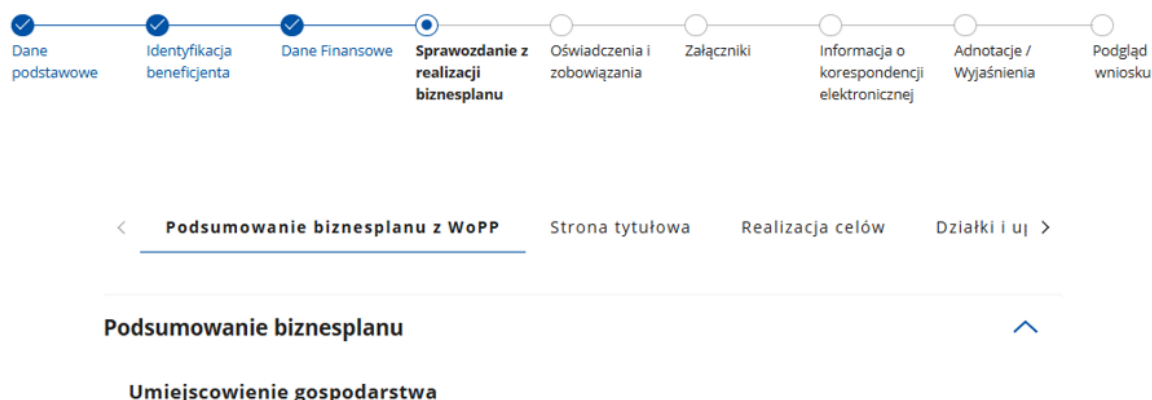 Dane podstawowe
Identyfikacja beneficjenta
Dane Finansowe
Sprawozdanie z realizacji biznesplanu
Oświadczenia i zobowiązania
Załączniki
Informacja o korespondencji elektronicznej
Adnotacje / Wyjaśnienia
Podgląd wniosku
Podsumowanie biznesplanu z WoPP
Strona tytułowa
Realizacja celów
Działki i
Podsumowanie biznesplanu
Umiejscowienie gospodarstwa